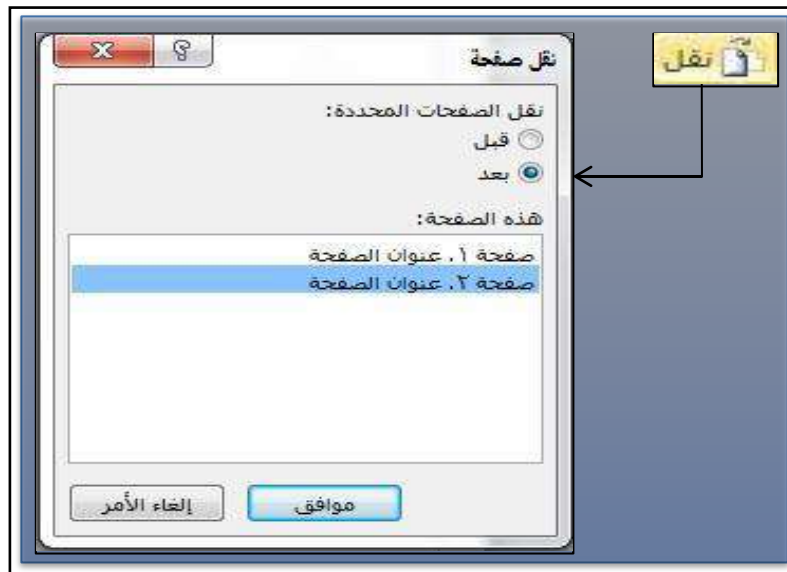 نقل
نقل صفحة
نقل الصفحات المحددة:
قبل
بعد
هذه الصفحة:
صفحة ١. عنوان الصفحة
صفحة ٢. عنوان الصفحة
موافق
إلغاء الأمر